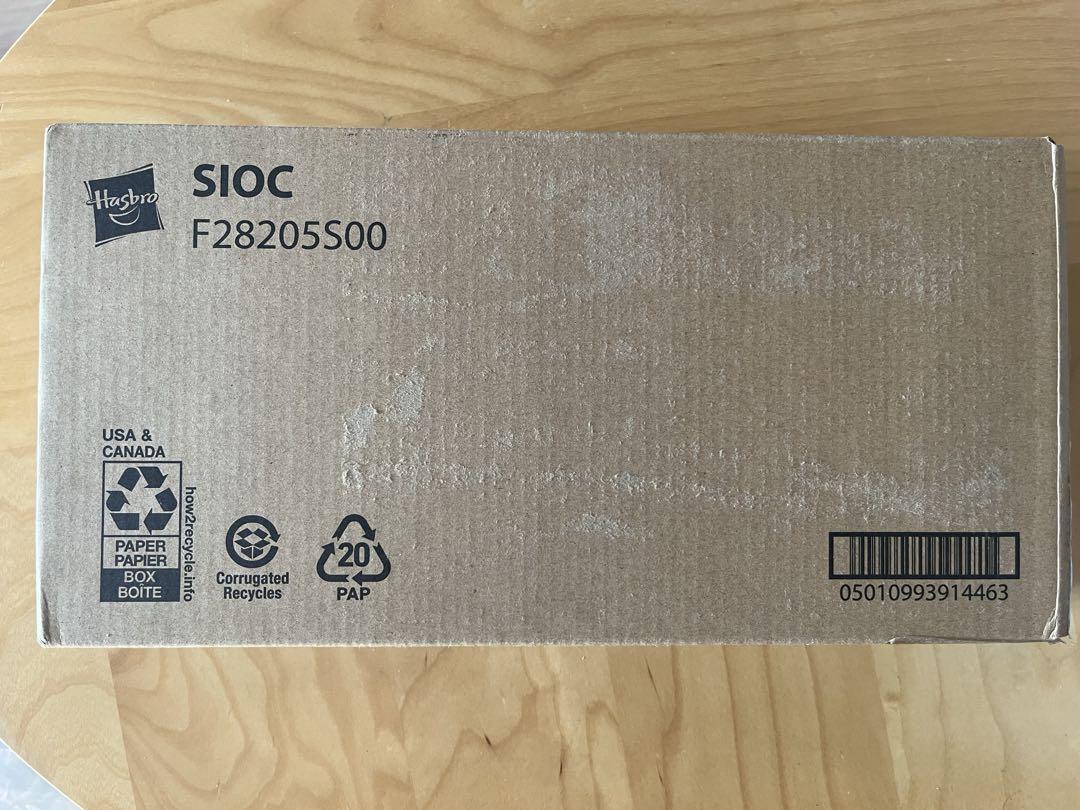 Hasbro
SIOC
F28205S00
USA &
CANADA
how2recycle.info
PAPER
PAPIER
BOX
BOÎTE
Corrugated
Recycles
20
PAP
05010993914463